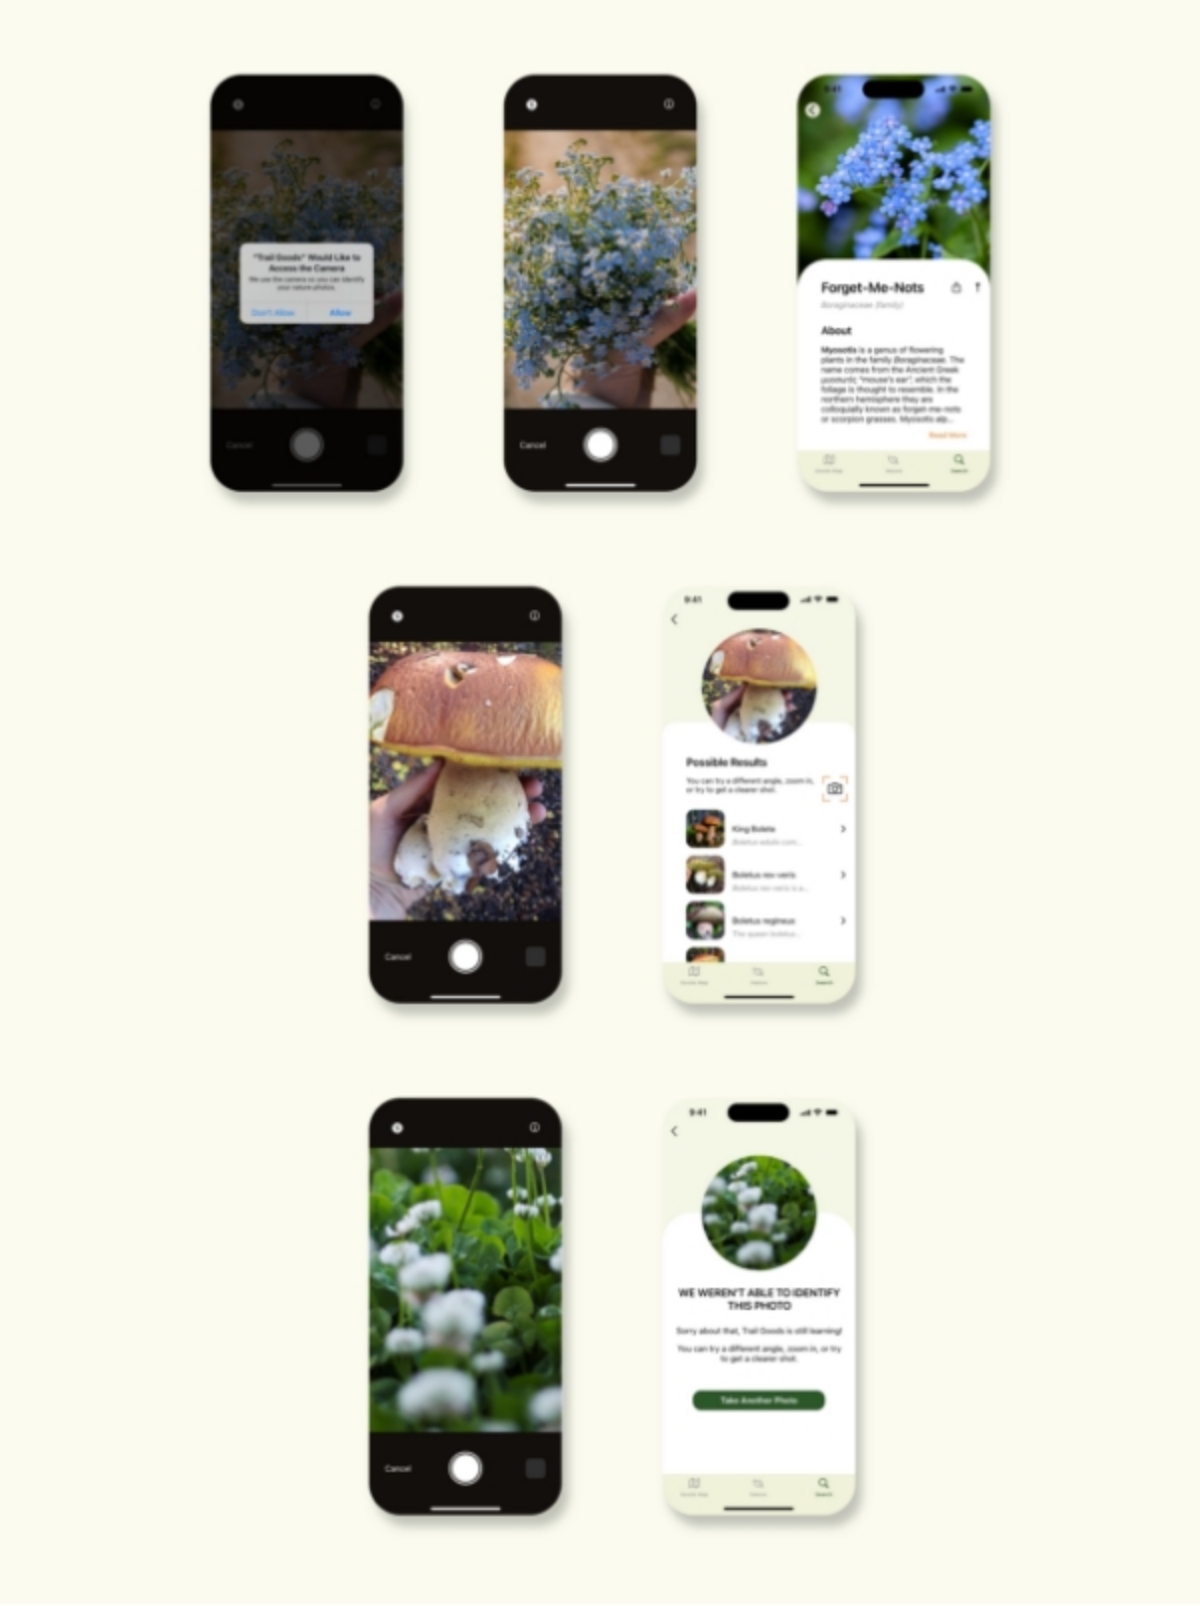 "Trail Goods" Would Like to
Access the Camera
We use the camera so you can identify
your nature photos.
Don't Allow
Allow
Cancel
Cancel
9:41
Forget-Me-Nots
Boraginaceae (family)
About
Myosotis is a genus of flowering
plants in the family Boraginaceae. The
name comes from the Ancient Greek
"mouse's ear", which the
foliage is thought to resemble. In the
northern hemisphere they are
colloquially known as forget-me-nots
or scorpion grasses. Myosotis alp...
Read More
Search
Cancel
9:41
Possible Results
You can try a different angle, zoom in,
or try to get a clearer shot.
King Bolete
Boletus edulis com...
Boletus rex-veris
Boletus rex-veris is a...
Boletus regineus
The queen boletus...
Search
Cancel
9:41
WE WEREN'T ABLE TO IDENTIFY
THIS PHOTO
Sorry about that, Trail Goods is still learning!
You can try a different angle, zoom in, or try
to get a clearer shot.
Take Another Photo
Search